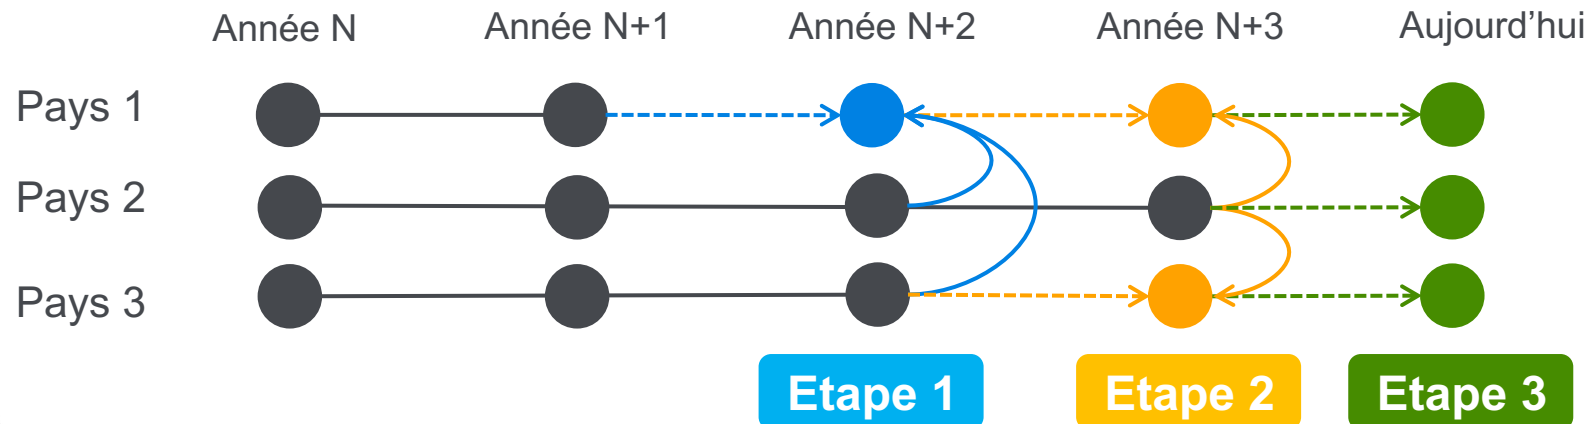 Année N
Année N+1
Année N+2
Année N+3
Aujourd’hui
Pays 1
Pays 2
Pays 3
Etape 1
Etape 2
Etape 3